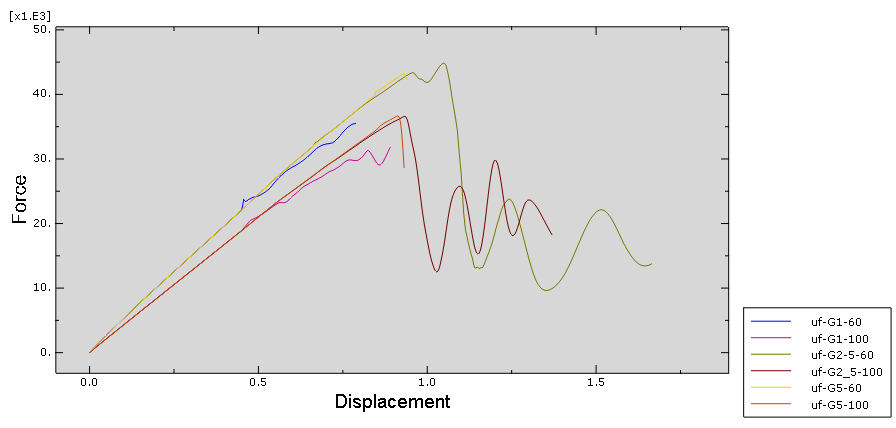 [x1.E3]
50.
40.
30.
20.
10.
0.
Force
0.0
0.5
1.0
1.5
Displacement
uf-G1-60
uf-G1-100
uf-G2-5-60
uf-G2_5-100
uf-G5-60
uf-G5-100